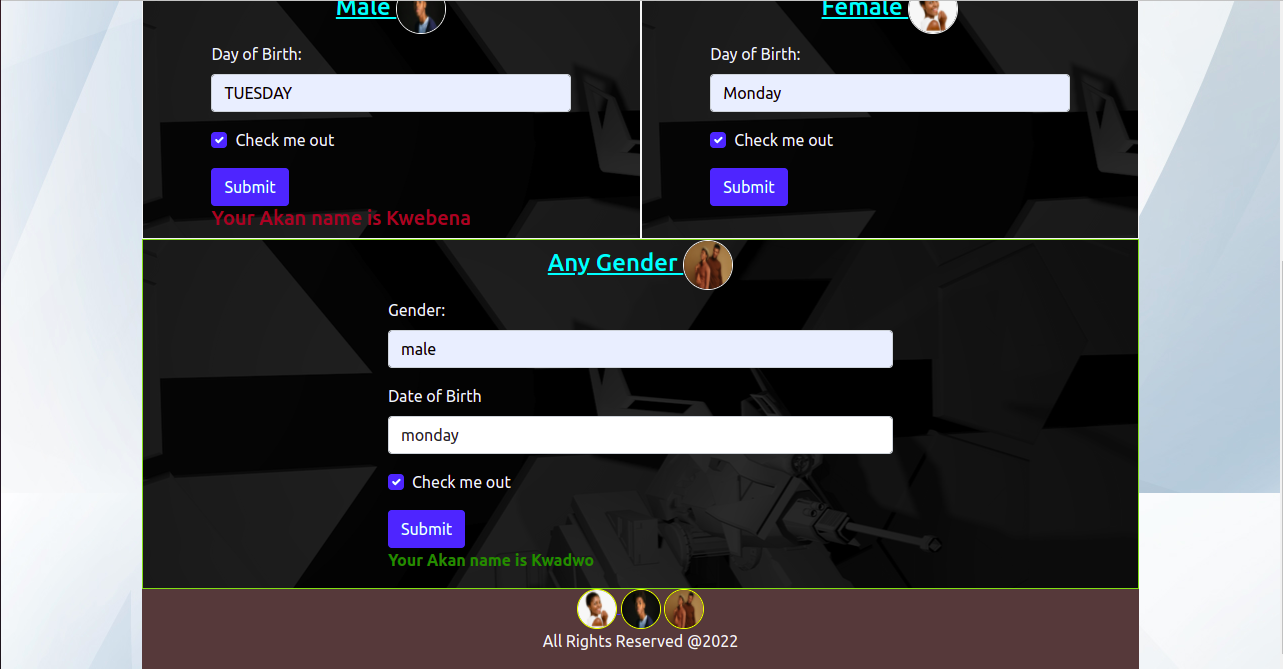 Male
Day of Birth:
TUESDAY
Check me out
Submit
Your Akan name is Kwebena
Female
Day of Birth:
Monday
Check me out
Submit
Any Gender
Gender:
male
Date of Birth
monday
Check me out
Submit
Your Akan name is Kwadwo
All Rights Reserved @2022